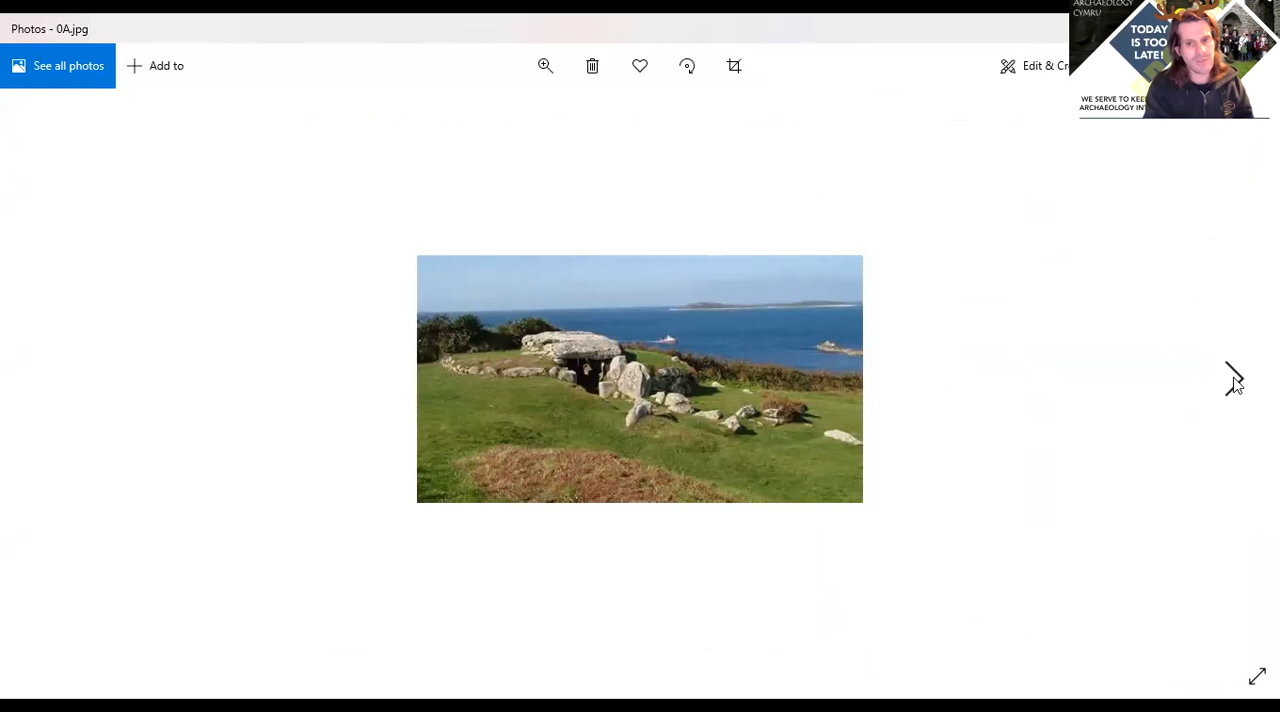 Photos - 0A.jpg
See all photos
Add to
Edit & Cr
ARCHAEOLOGY
CYMRU
TODAY
IS TOO
LATE!
WE SERVE TO KEE
ARCHAEOLOGY INT